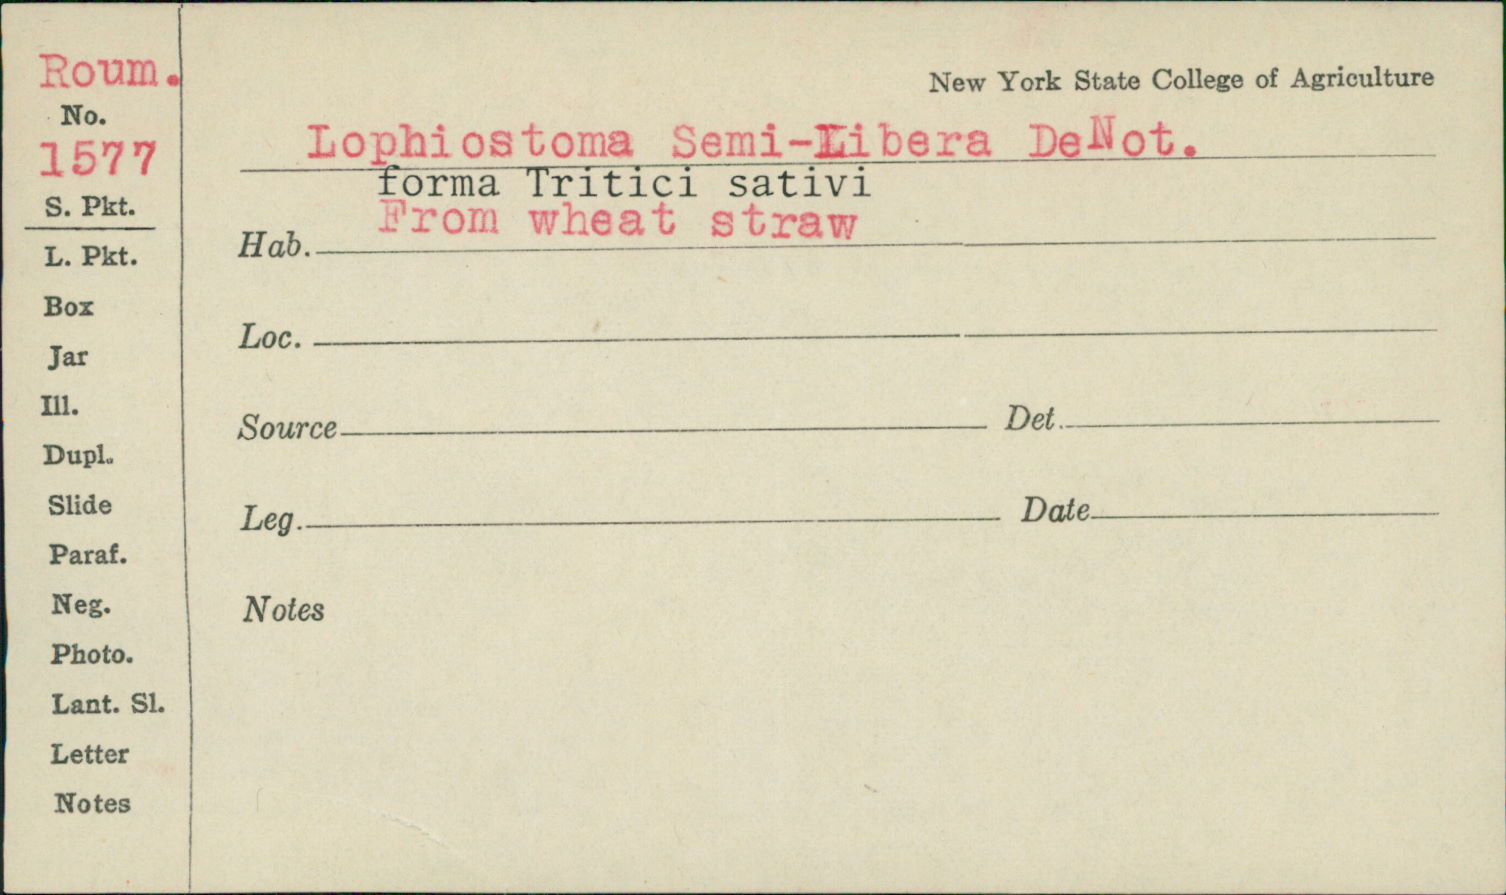 Roum.
No.
1577
S. Pkt.
L. Pkt.
Box
Jar
Ill.
Dupl.
Slide
Paraf.
Neg.
Photo.
Lant. Sl.
Letter
Notes
New York State College of Agriculture
Lophiostoma Semi-Libera DeNot.
forma Tritici sativi
From wheat straw
Hab.
Loc.
Source Det.
Leg. Date
Notes